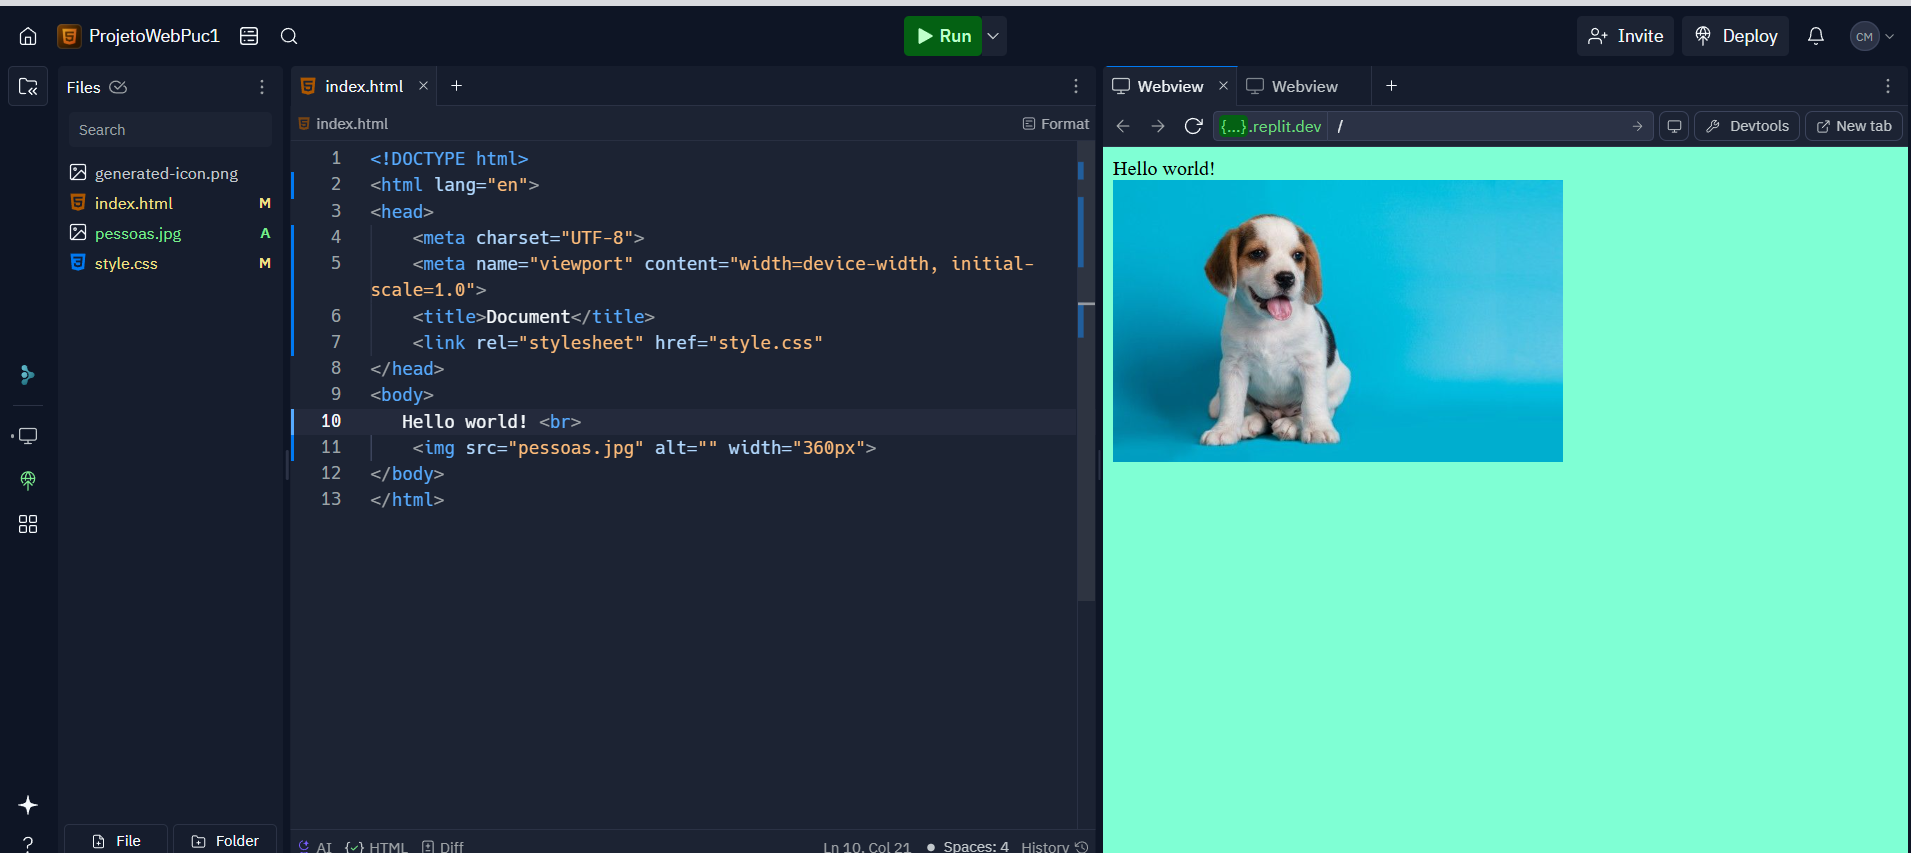 ProjetoWebPuc1 Run Invite Deploy CM
Files
Search
generated-icon.png
index.html M
pessoas.jpg A
style.css M
File Folder
index.html
index.html Format
1 <!DOCTYPE html>
2 <html lang="en">
3 <head>
4 <meta charset="UTF-8">
5 <meta name="viewport" content="width=device-width, initial-
scale=1.0">
6 <title>Document</title>
7 <link rel="stylesheet" href="style.css"
8 </head>
9 <body>
10 Hello world! <br>
11 <img src="pessoas.jpg" alt="" width="360px">
12 </body>
13 </html>
AI HTML Diff Ln 10, Col 21 Spaces: 4 History
Webview Webview
{...}.replit.dev / Devtools New tab
Hello world!